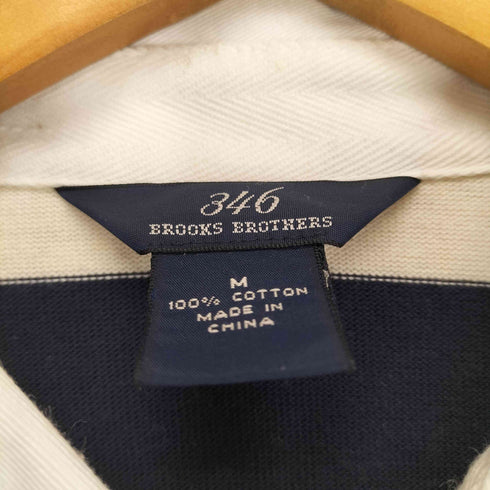 346
BROOKS BROTHERS
M
100% COTTON
MADE IN
CHINA